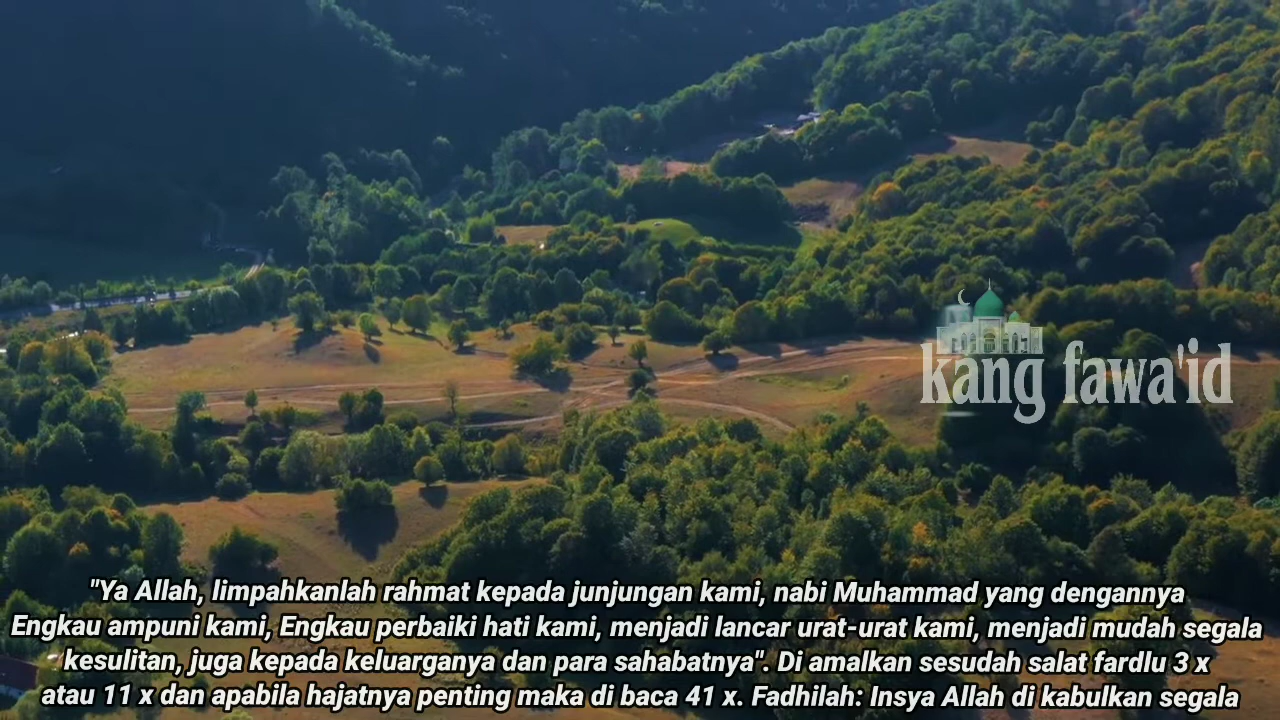 kang fawa'id
"Ya Allah, limpahkanlah rahmat kepada junjungan kami, nabi Muhammad yang dengannya
Engkau ampuni kami, Engkau perbaiki hati kami, menjadi lancar urat-urat kami, menjadi mudah segala
kesulitan, juga kepada keluarganya dan para sahabatnya". Di amalkan sesudah salat fardlu 3 x
atau 11 x dan apabila hajatnya penting maka di baca 41 x. Fadhilah: Insya Allah di kabulkan segala